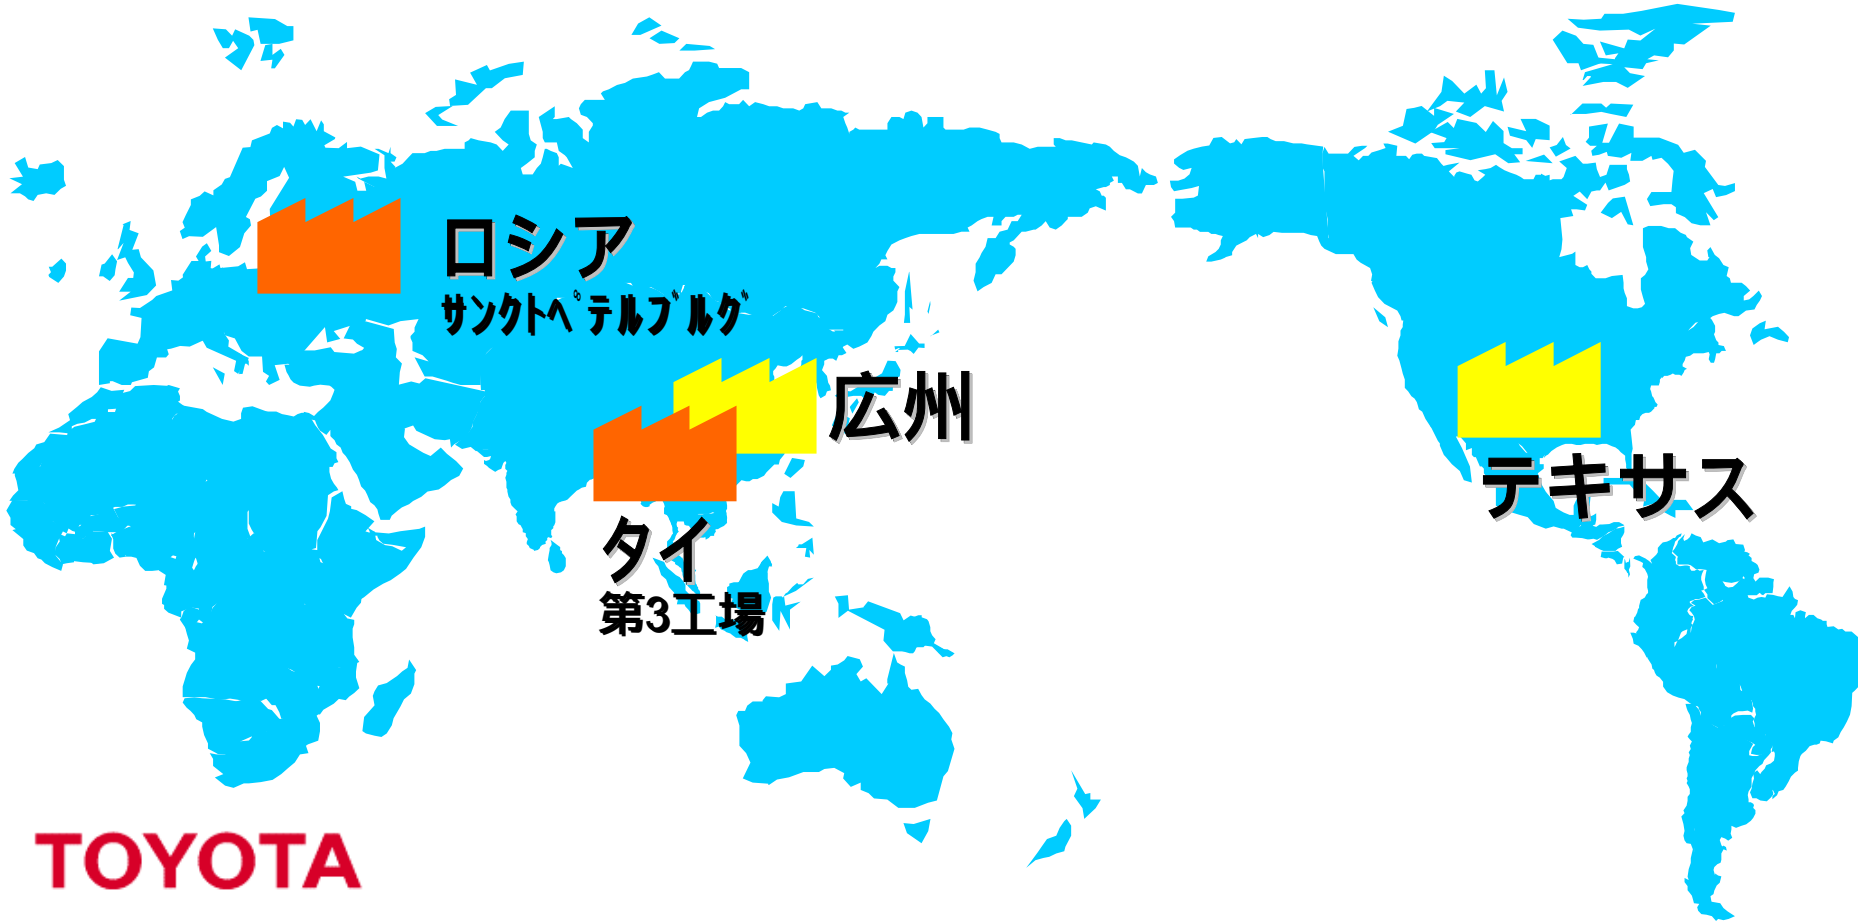 ロシア
ｻﾝｸﾄﾍﾟﾃﾙﾌﾞﾙｸﾞ
広州
テキサス
タイ
第3工場
TOYOTA